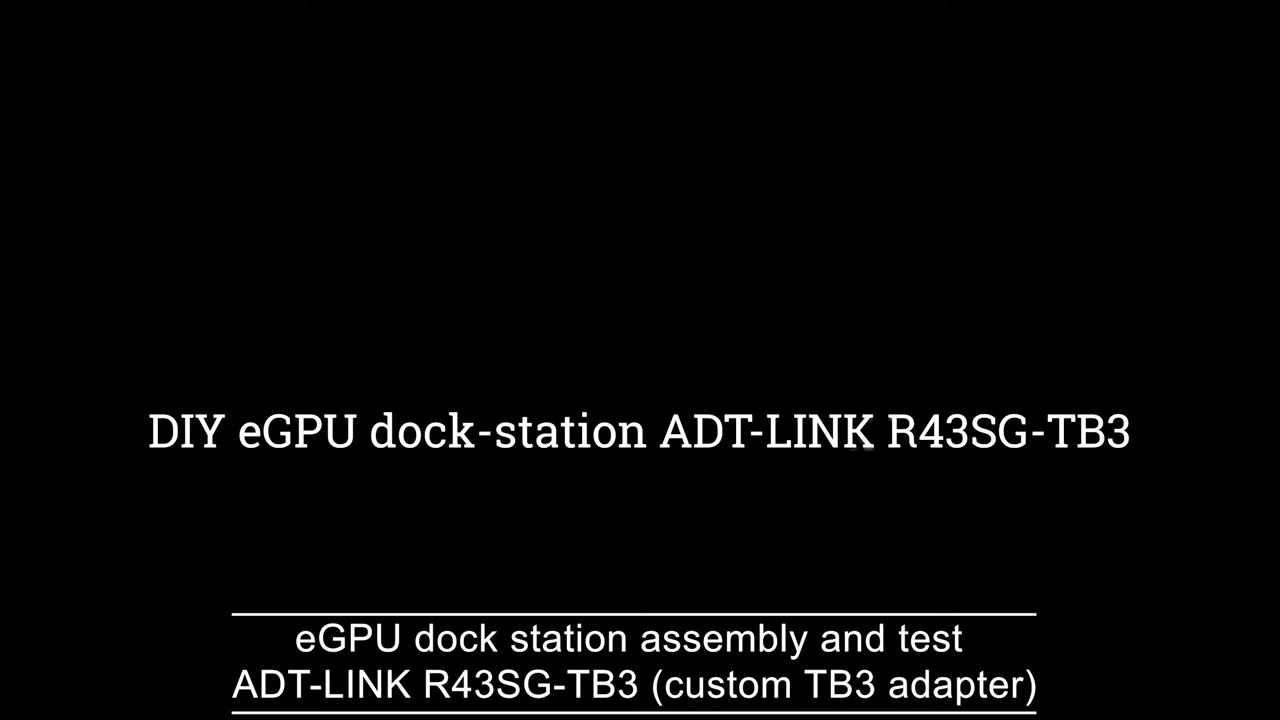 DIY eGPU dock-station ADT-LINK R43SG-TB3
eGPU dock station assembly and test
ADT-LINK R43SG-TB3 (custom TB3 adapter)